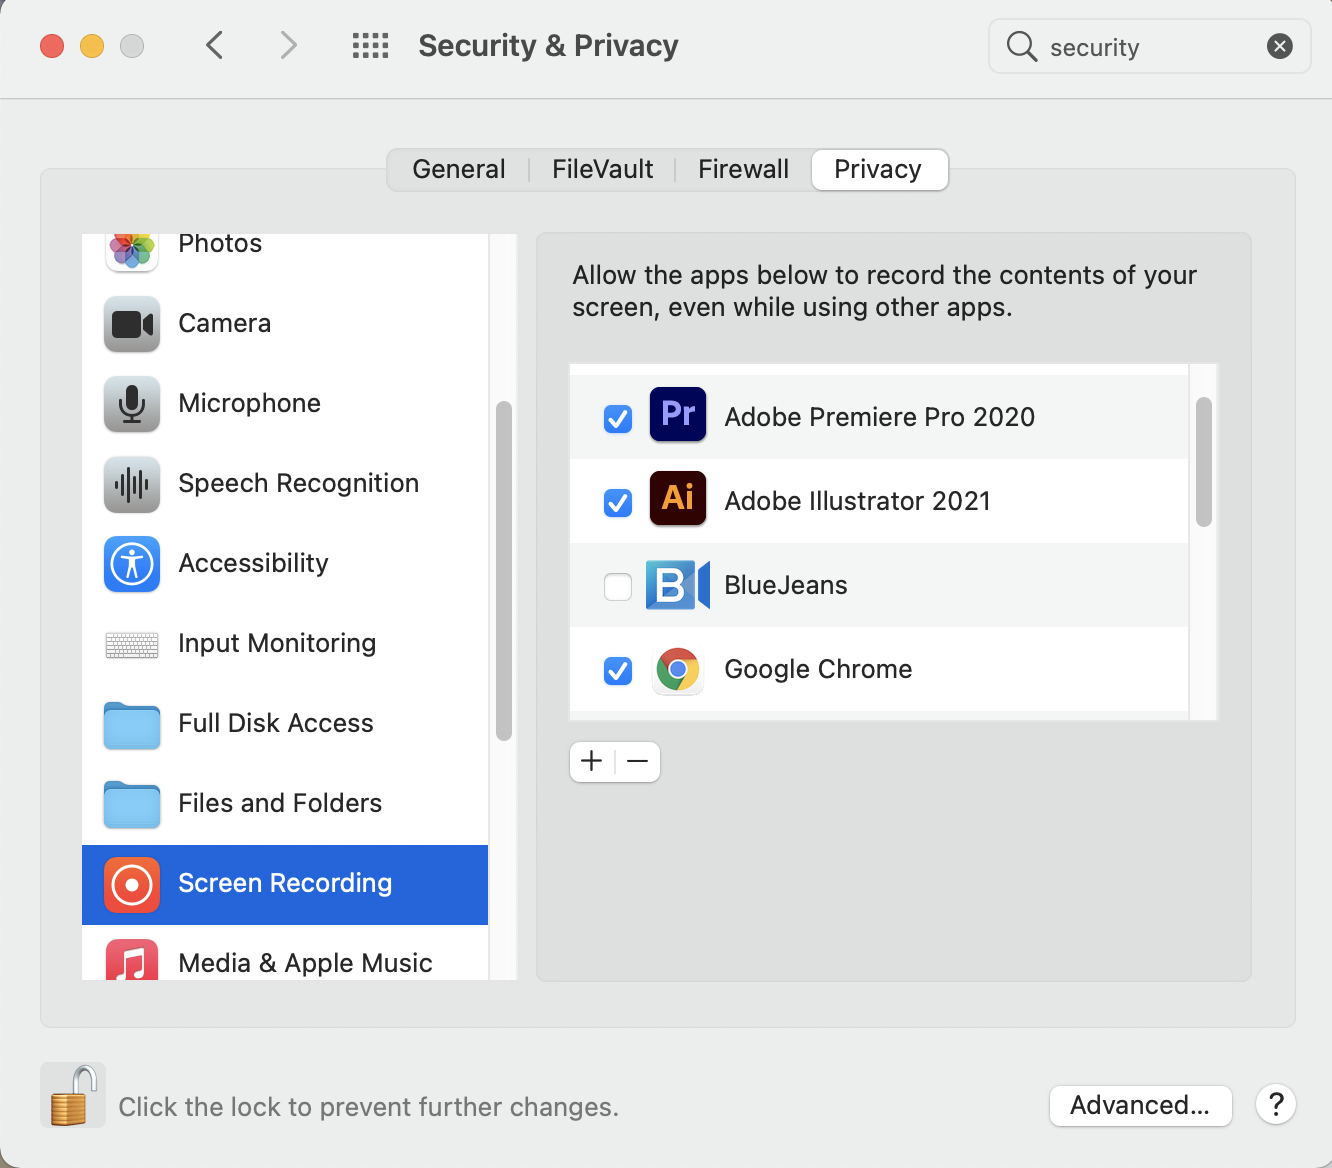 Security & Privacy
security
General
FileVault
Firewall
Privacy
Photos
Camera
Microphone
Speech Recognition
Accessibility
Input Monitoring
Full Disk Access
Files and Folders
Screen Recording
Media & Apple Music
Allow the apps below to record the contents of your
screen, even while using other apps.
Pr Adobe Premiere Pro 2020
Ai Adobe Illustrator 2021
B BlueJeans
Google Chrome
+ −
Click the lock to prevent further changes.
Advanced...
?